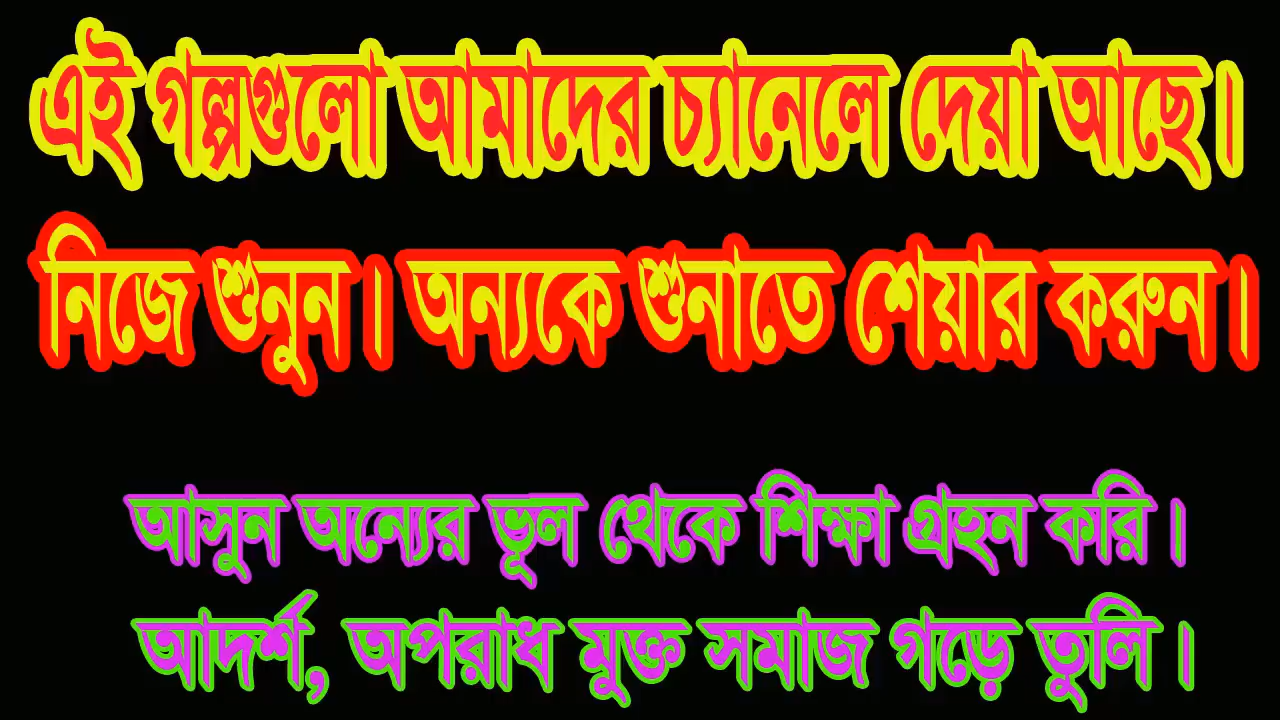 এই গল্পগুলো আমাদের চ্যানেলে দেয়া আছে।
নিজে শুনুন। অন্যকে শুনাতে শেয়ার করুন।
আসুন অন্যের ভূল থেকে শিক্ষা গ্রহন করি।
আদর্শ, অপরাধ মুক্ত সমাজ গড়ে তুলি।